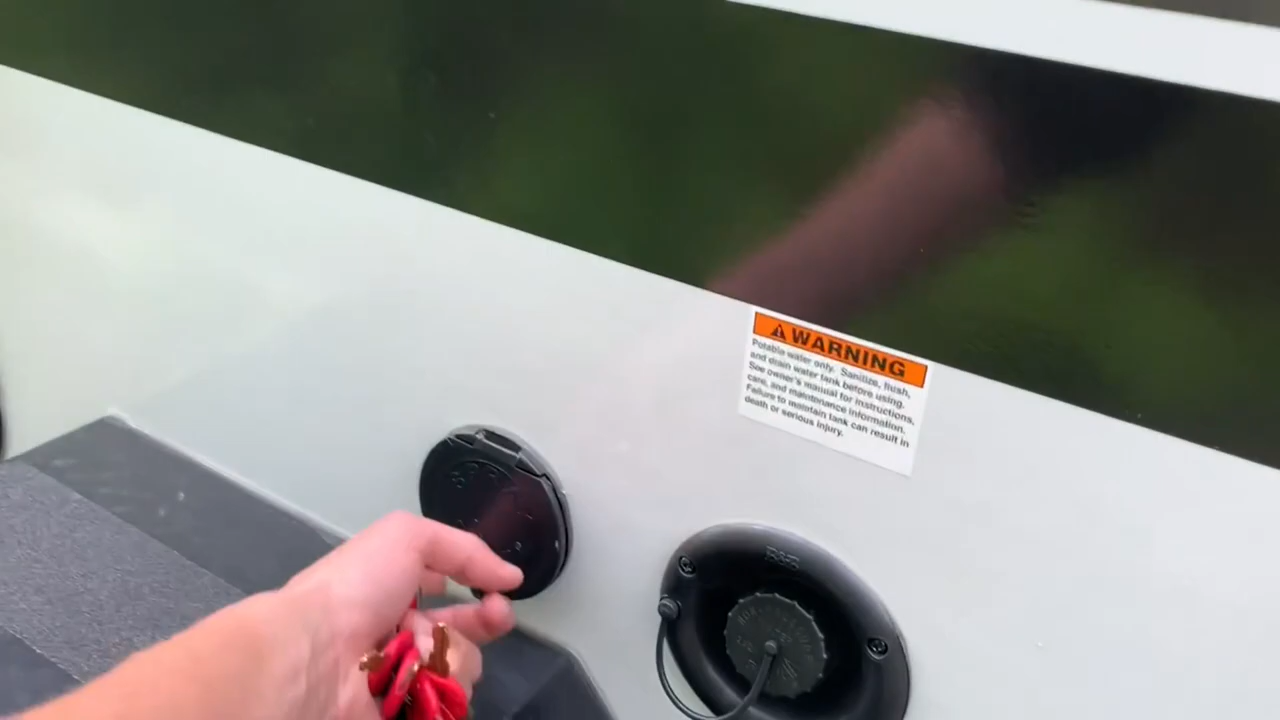 WARNING
Potable water only. Sanitize, flush,
and drain water tank before using.
See owner's manual for instructions,
care, and maintenance information.
Failure to maintain tank can result in
death or serious injury.
B&B